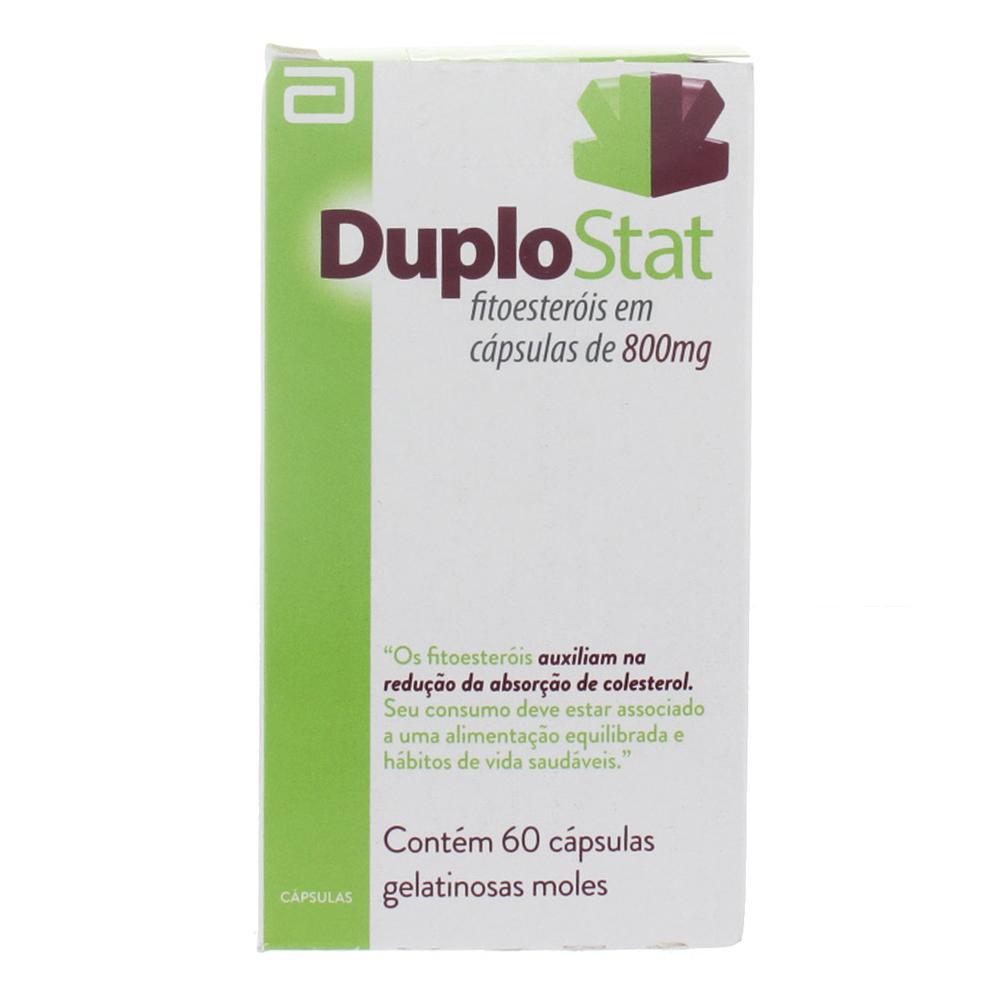 DuploStat
fitoesteróis em
cápsulas de 800mg
“Os fitoesteróis auxiliam na
redução da absorção de colesterol.
Seu consumo deve estar associado
a uma alimentação equilibrada e
hábitos de vida saudáveis.”
Contém 60 cápsulas
gelatinosas moles
CÁPSULAS